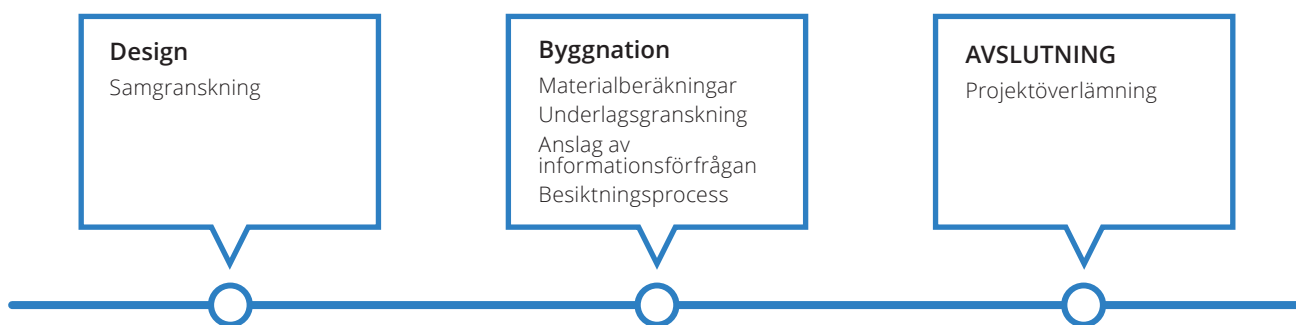 Design
Samgranskning
Byggnation
Materialberäkningar
Underlagsgranskning
Anslag av
informationsförfrågan
Besiktningsprocess
AVSLUTNING
Projektöverlämning